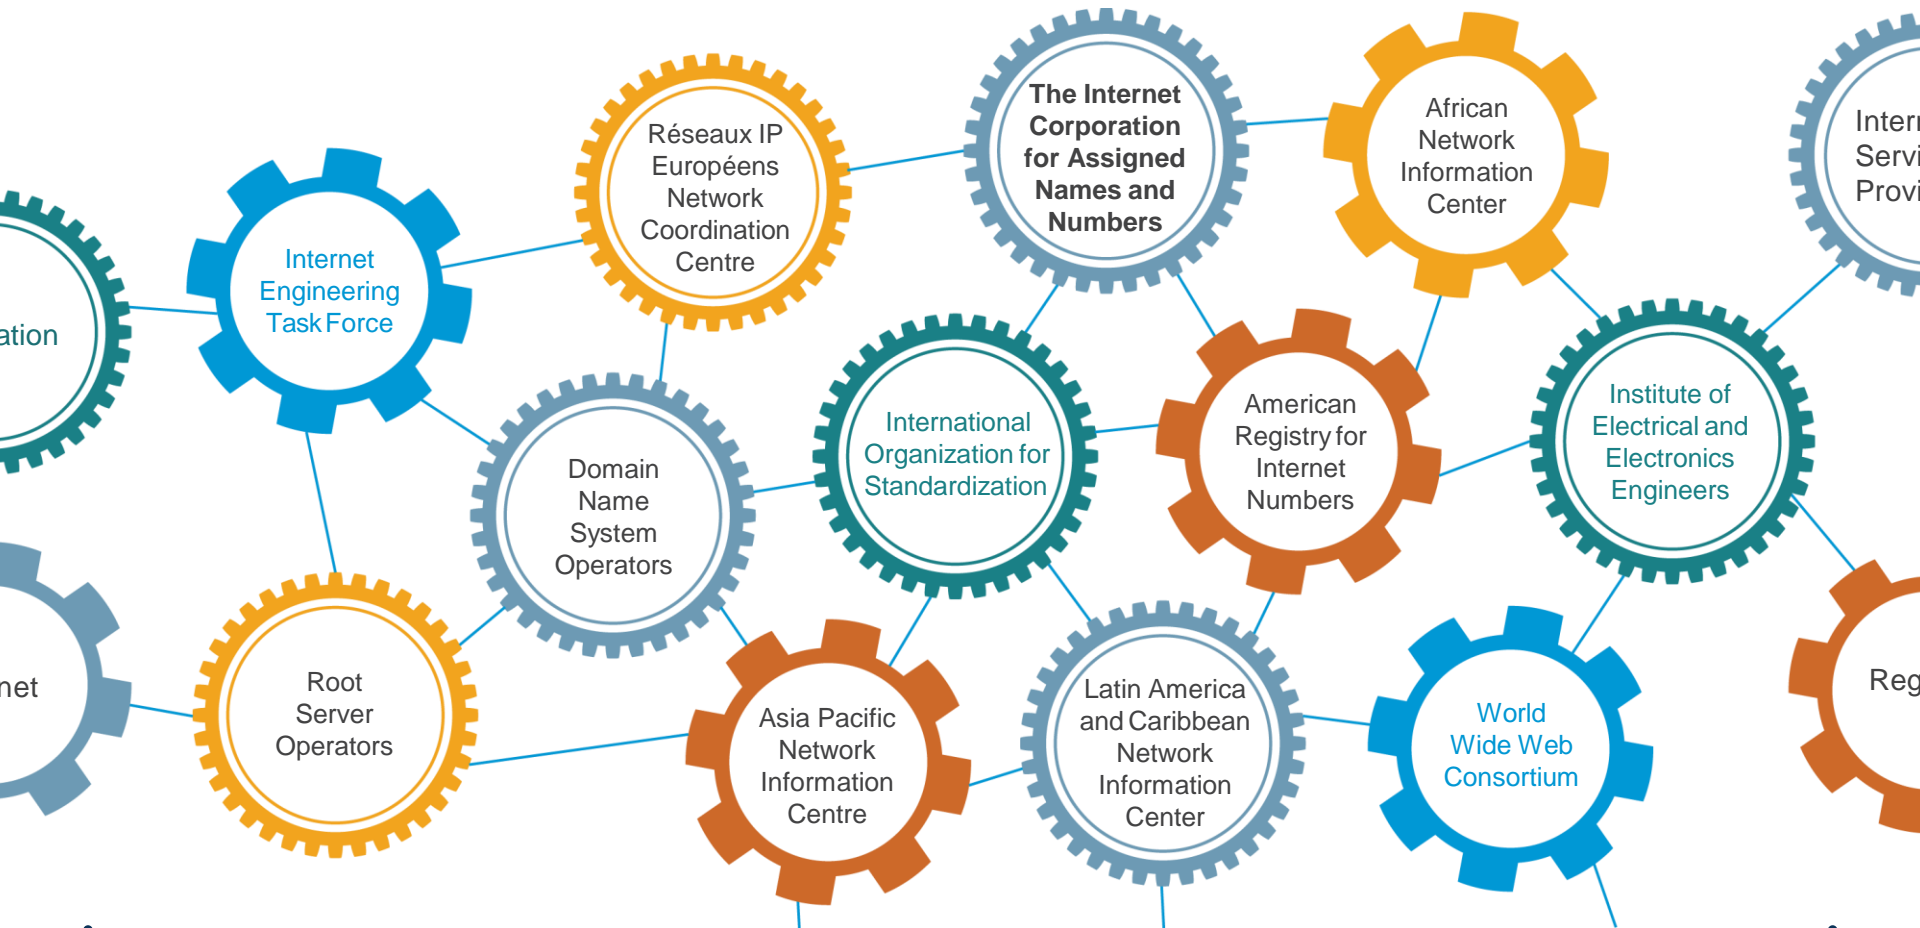 The Internet
Corporation
for Assigned
Names and
Numbers
African
Network
Information
Center
Réseaux IP
Européens
Network
Coordination
Centre
Internet
Engineering
Task Force
International
Organization for
Standardization
American
Registry for
Internet
Numbers
Institute of
Electrical and
Electronics
Engineers
Domain
Name
System
Operators
Root
Server
Operators
Asia Pacific
Network
Information
Centre
Latin America
and Caribbean
Network
Information
Center
World
Wide Web
Consortium